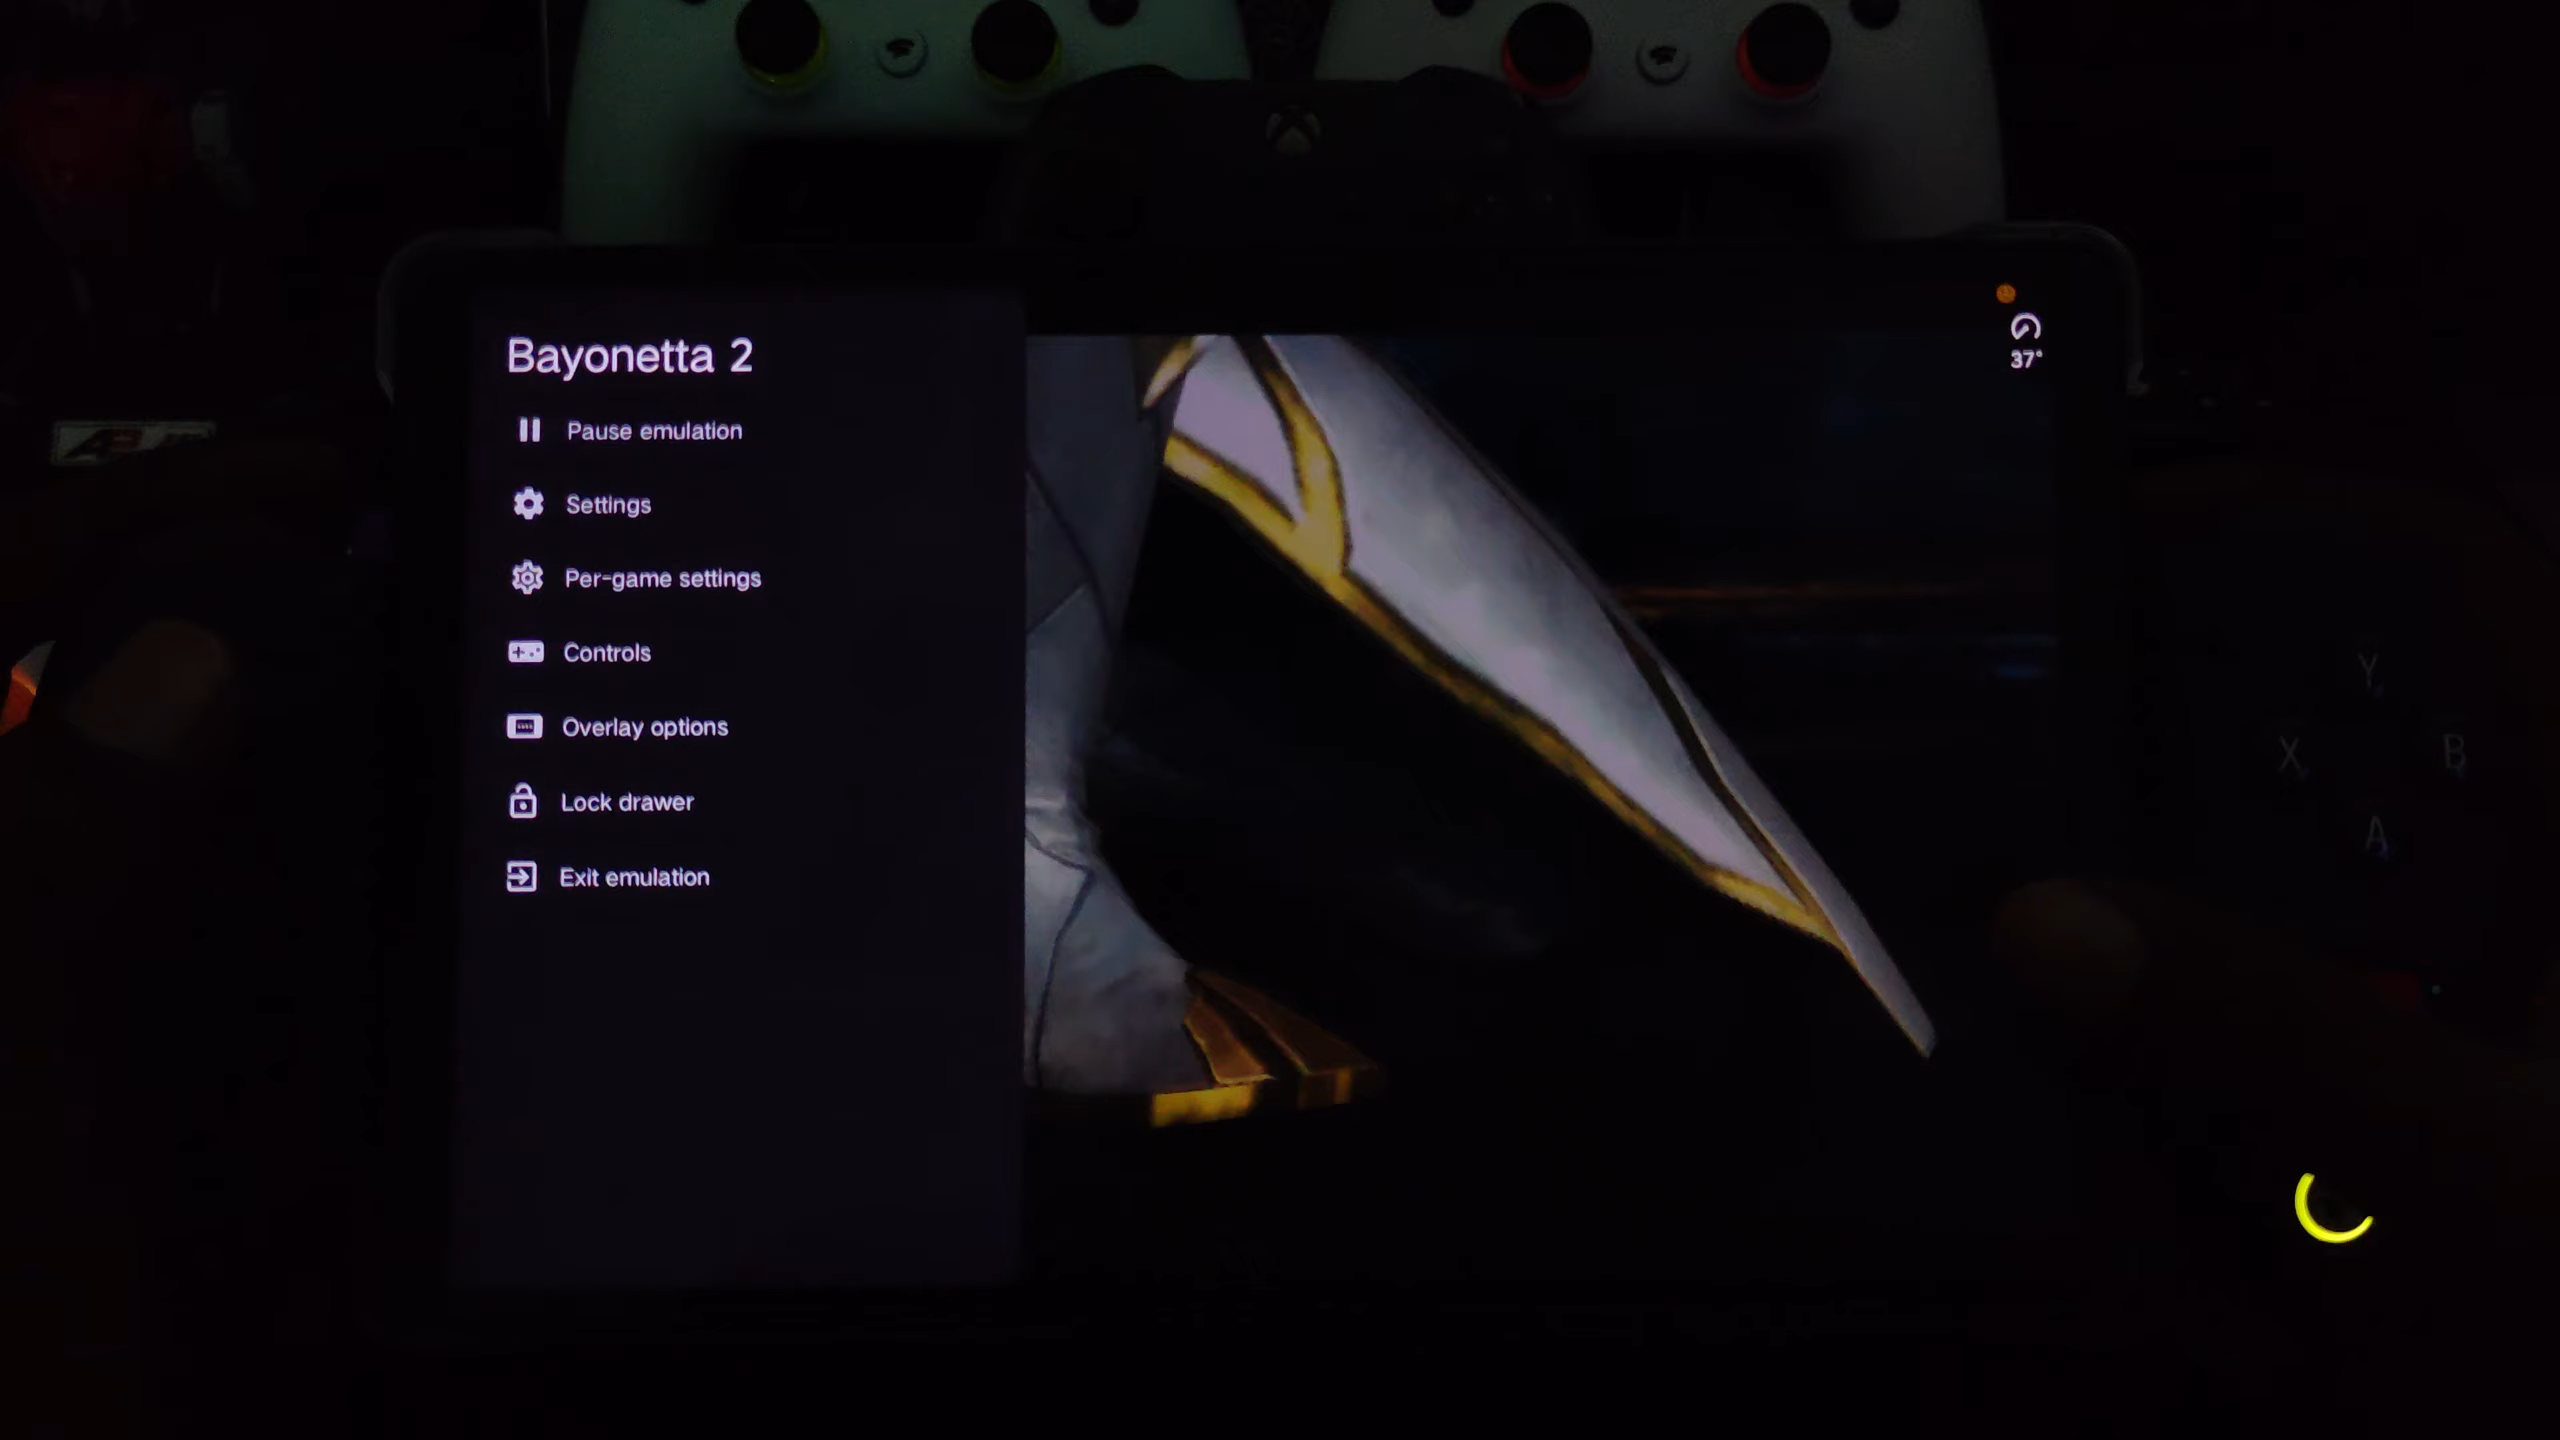 Bayonetta 2
Pause emulation
Settings
Per-game settings
Controls
Overlay options
Lock drawer
Exit emulation
37°
Y
X
B
A